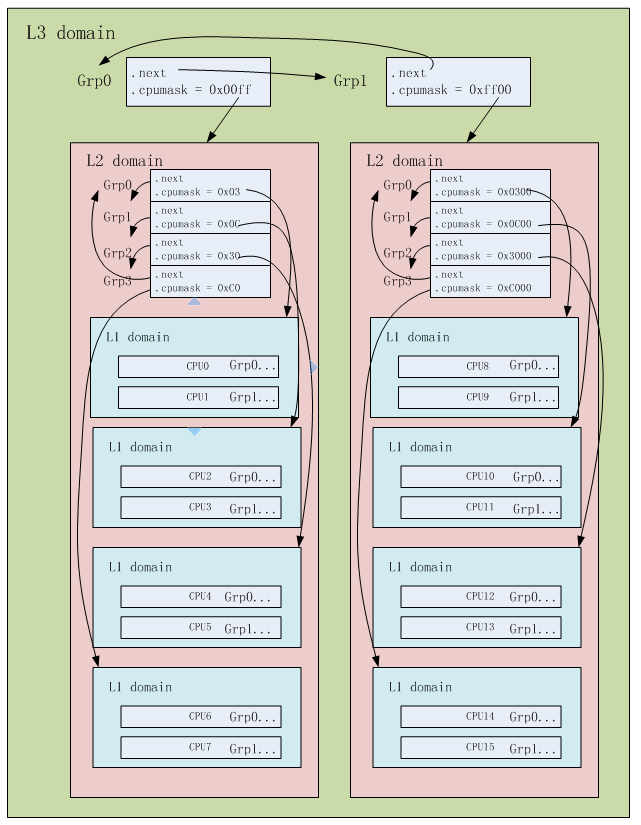 L3 domain
Grp0
.next
.cpumask = 0x00ff
Grp1
.next
.cpumask = 0xff00
L2 domain
Grp0
.next
.cpumask = 0x03
Grp1
.next
.cpumask = 0x0C
Grp2
.next
.cpumask = 0x30
Grp3
.next
.cpumask = 0xC0
L1 domain
CPU0 Grp0...
CPU1 Grp1...
L1 domain
CPU2 Grp0...
CPU3 Grp1...
L1 domain
CPU4 Grp0...
CPU5 Grp1...
L1 domain
CPU6 Grp0...
CPU7 Grp1...
L2 domain
Grp0
.next
.cpumask = 0x0300
Grp1
.next
.cpumask = 0x0C00
Grp2
.next
.cpumask = 0x3000
Grp3
.next
.cpumask = 0xC000
L1 domain
CPU8 Grp0...
CPU9 Grp1...
L1 domain
CPU10 Grp0...
CPU11 Grp1...
L1 domain
CPU12 Grp0...
CPU13 Grp1...
L1 domain
CPU14 Grp0...
CPU15 Grp1...